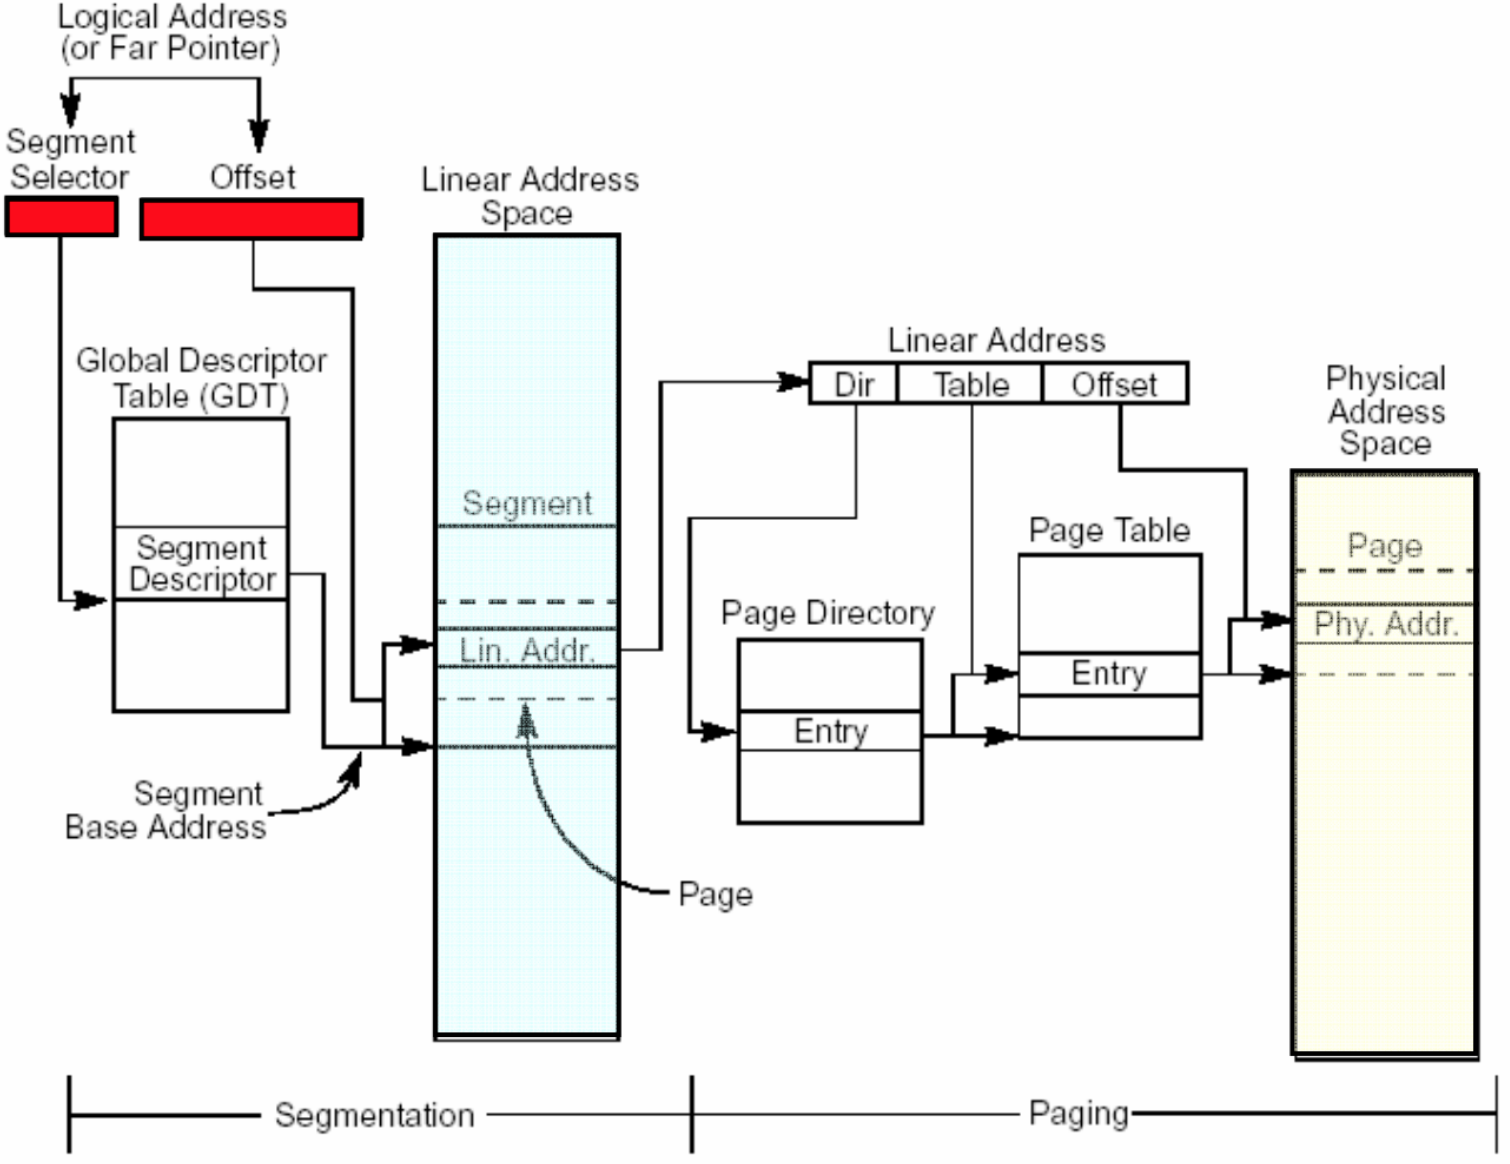 Logical Address
(or Far Pointer)
Segment
Selector
Offset
Linear Address
Space
Global Descriptor
Table (GDT)
Segment
Descriptor
Segment
Lin. Addr.
Segment
Base Address
Page
Linear Address
Dir
Table
Offset
Page Directory
Entry
Page Table
Entry
Physical
Address
Space
Page
Phy. Addr.
Segmentation
Paging